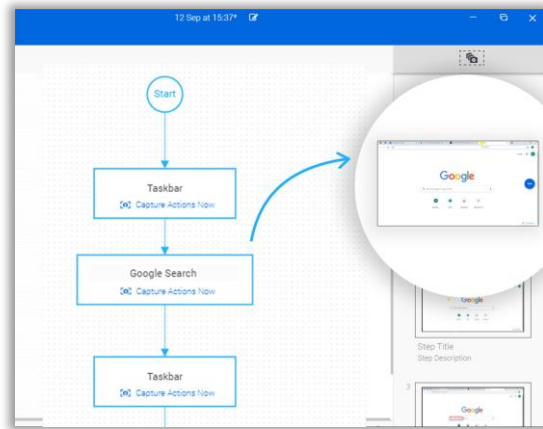 12 Sep at 15:37*
Start
Taskbar
Capture Actions Now
Google Search
Capture Actions Now
Taskbar
Capture Actions Now
Google
Google
Step Title
Step Description
3
Google